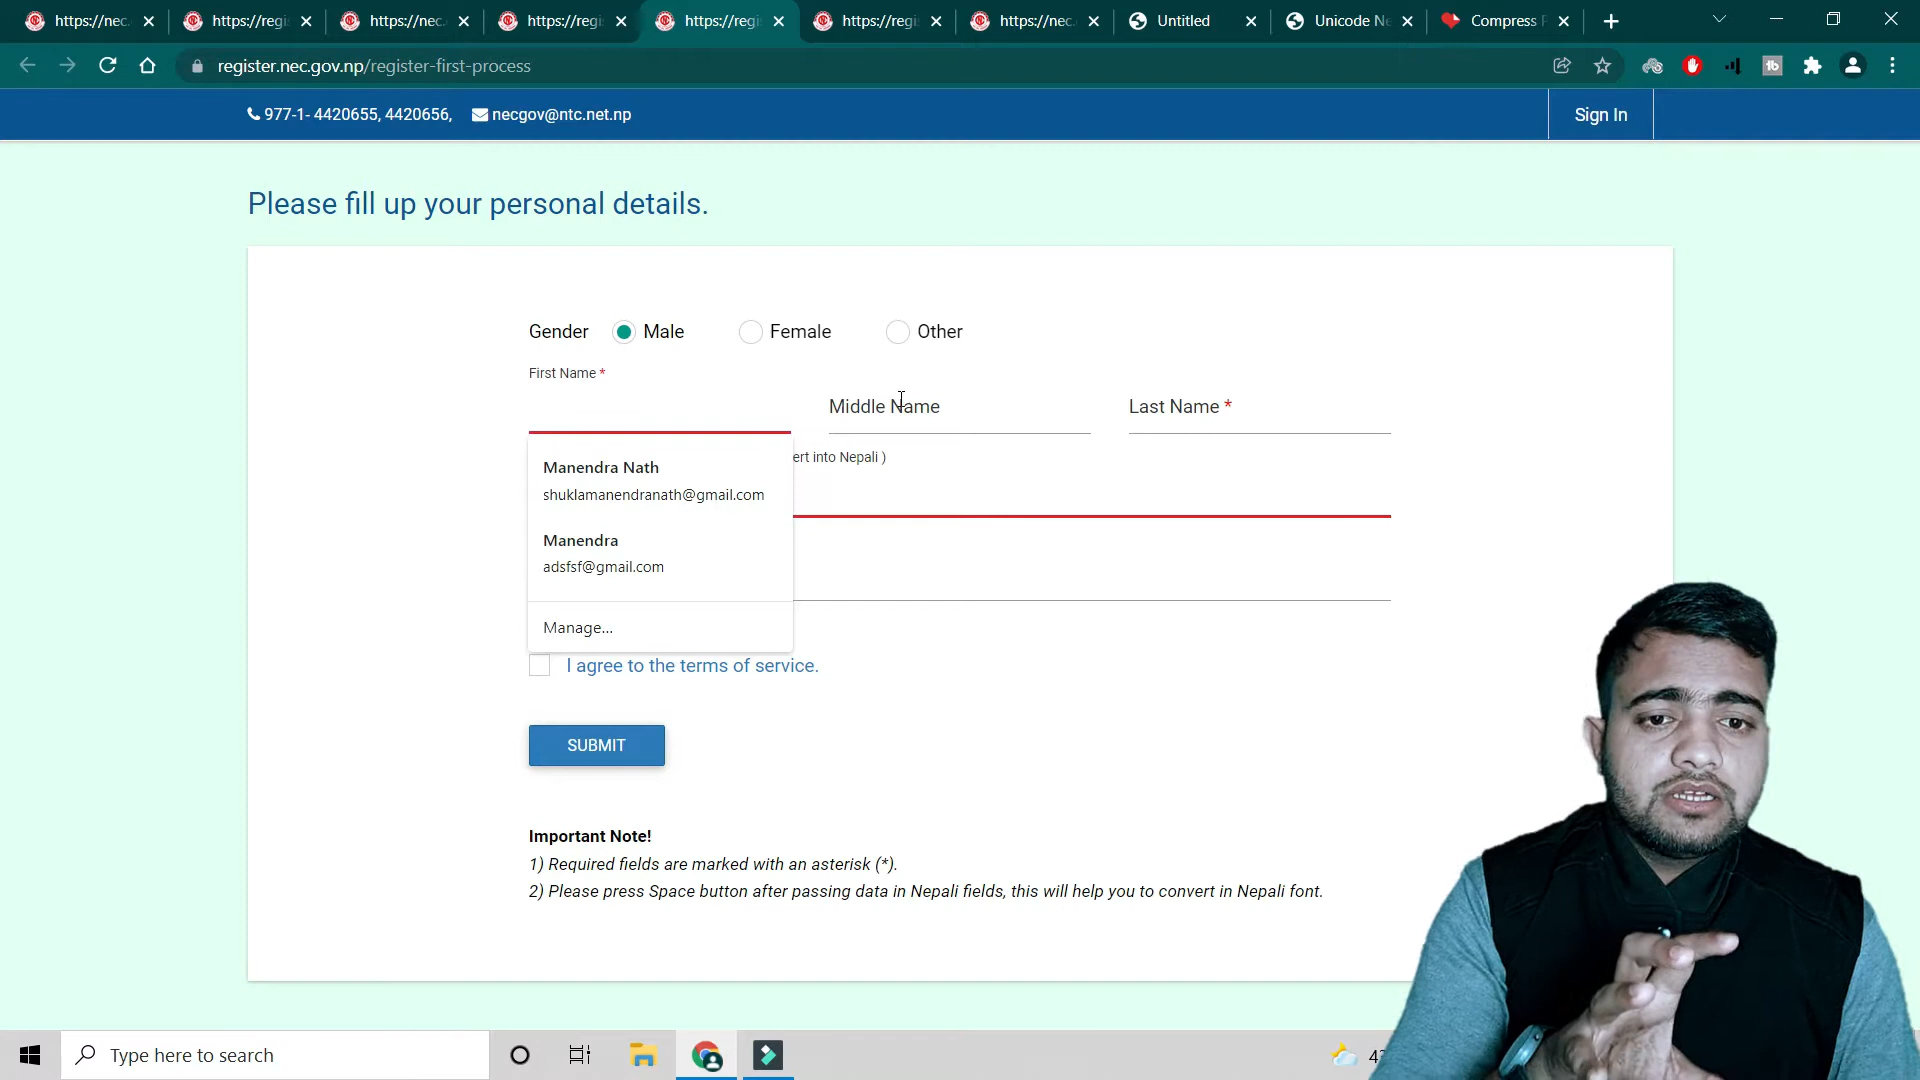 https://nec.
https://regi
https://nec.
https://regi
https://regi
https://regi
https://nec.
Untitled
Unicode Ne
Compress P
register.nec.gov.np/register-first-process
977-1- 4420655, 4420656,
necgov@ntc.net.np
Sign In
Please fill up your personal details.
Gender Male Female Other
First Name *
Middle Name
Last Name *
ert into Nepali )
Manendra Nath
shuklamanendranath@gmail.com
Manendra
adsfsf@gmail.com
Manage...
I agree to the terms of service.
SUBMIT
Important Note!
1) Required fields are marked with an asterisk (*).
2) Please press Space button after passing data in Nepali fields, this will help you to convert in Nepali font.
Type here to search